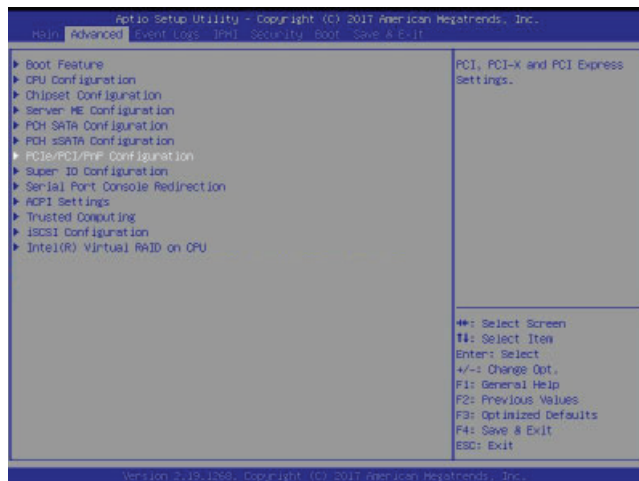 Aptio Setup Utility - Copyright (C) 2017 American Megatrends, Inc.
Main Advanced Event Logs IPMI Security Boot Save & Exit
Boot Feature
CPU Configuration
Chipset Configuration
Server ME Configuration
PCH SATA Configuration
PCH sSATA Configuration
PCIe/PCI/PnP Configuration
Super IO Configuration
Serial Port Console Redirection
ACPI Settings
Trusted Computing
iSCSI Configuration
Intel(R) Virtual RAID on CPU
PCI, PCI-X and PCI Express
Settings.
↔: Select Screen
↑↓: Select Item
Enter: Select
+/-: Change Opt.
F1: General Help
F2: Previous Values
F3: Optimized Defaults
F4: Save & Exit
ESC: Exit
Version 2.19.1268. Copyright (C) 2017 American Megatrends, Inc.